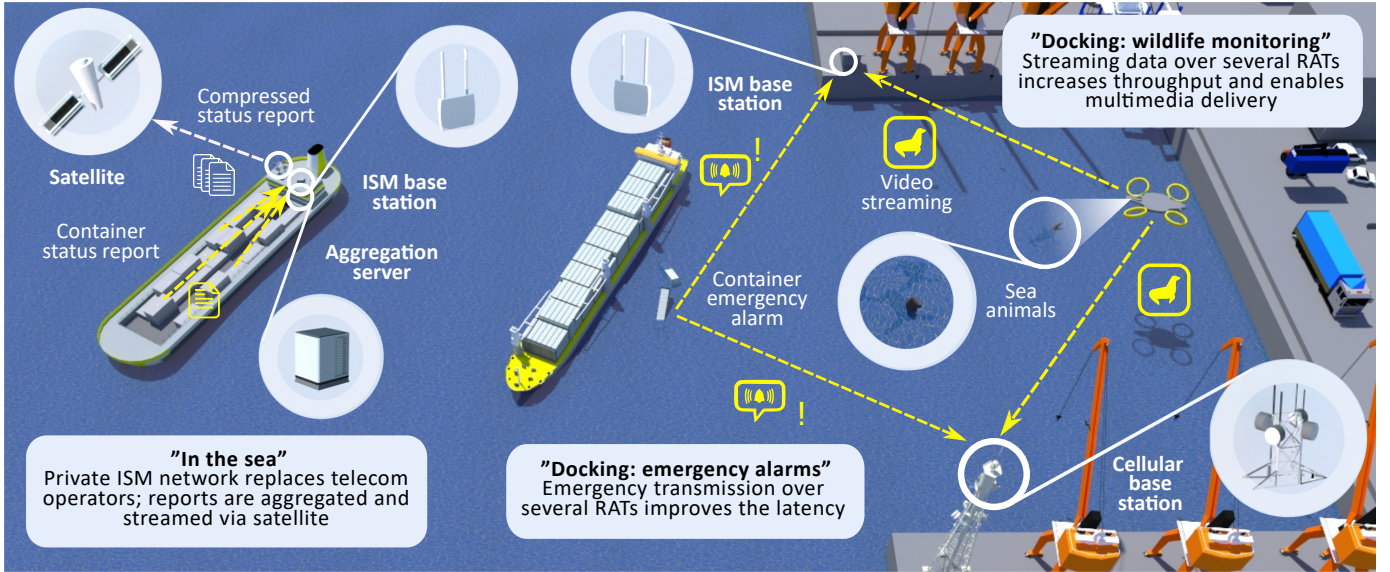 Compressed
status report
Satellite
ISM base
station
Container
status report
Aggregation
server
"In the sea"
Private ISM network replaces telecom
operators; reports are aggregated and
streamed via satellite
ISM base
station
!
Container
emergency
alarm
!
"Docking: emergency alarms"
Emergency transmission over
several RATs improves the latency
"Docking: wildlife monitoring"
Streaming data over several RATs
increases throughput and enables
multimedia delivery
Video
streaming
Sea
animals
Cellular
base
station